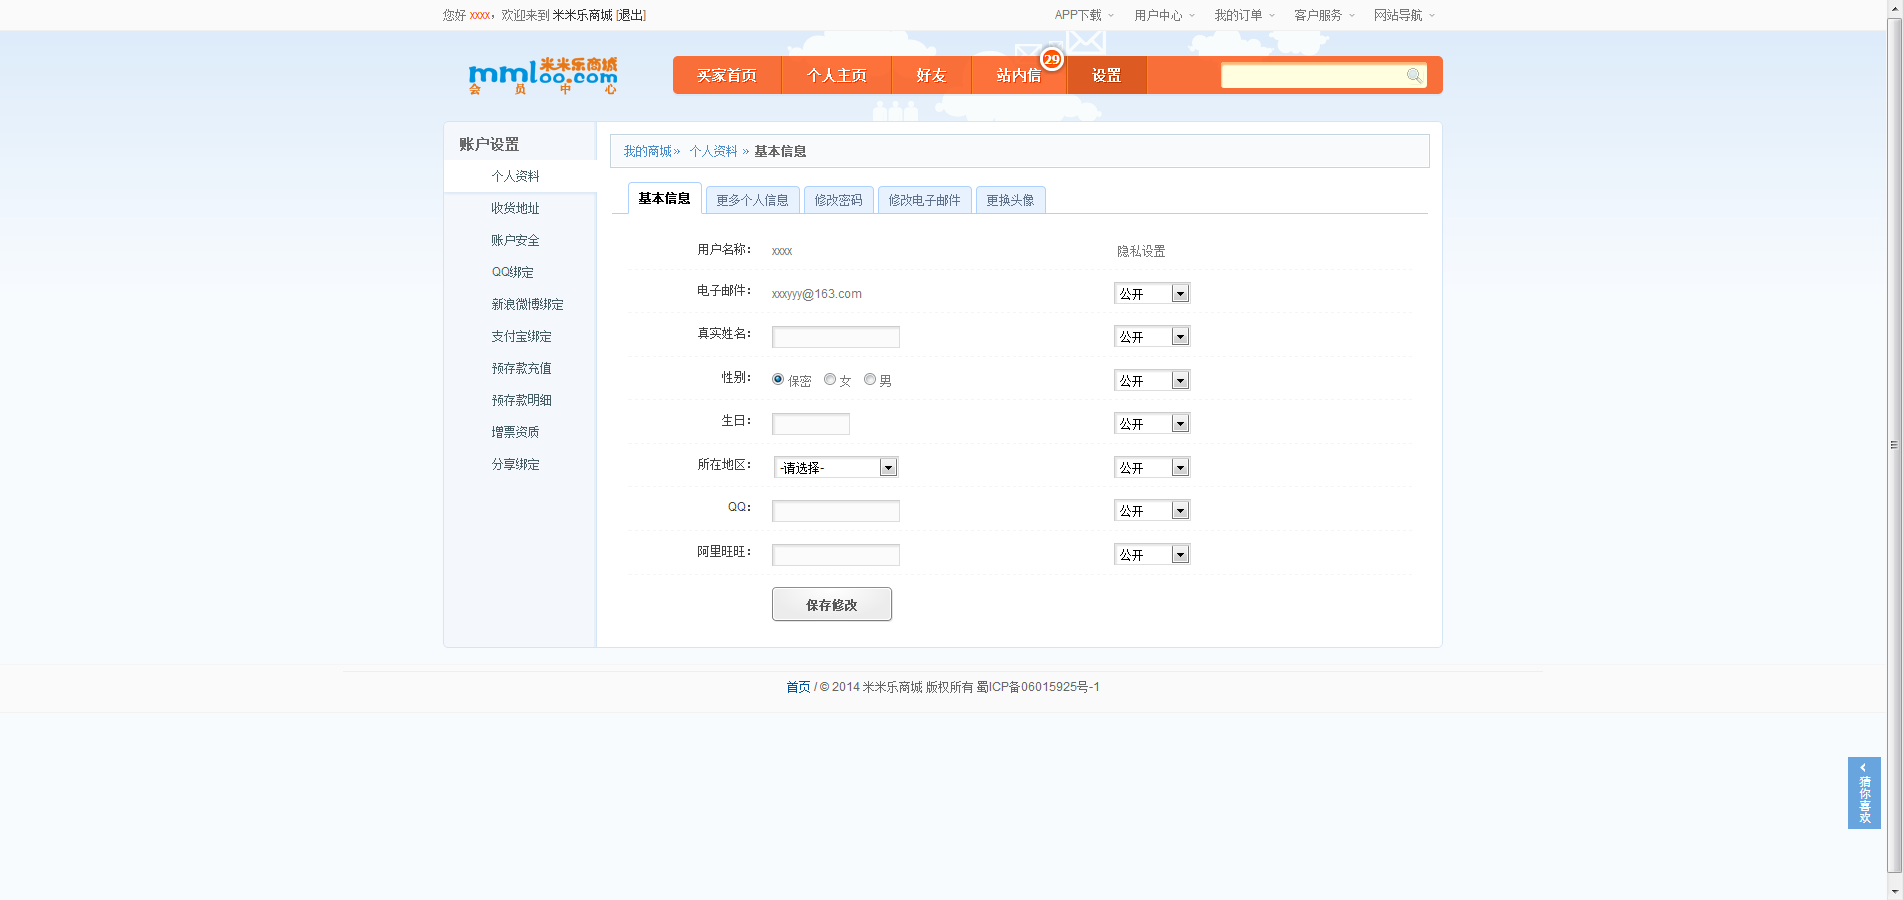 您好 xxxx，欢迎来到 米米乐商城 [退出]
APP下载 用户中心 我的订单 客户服务 网站导航
mmloo.com 米米乐商城
会员中心
买家首页 个人主页 好友 站内信 29 设置
账户设置
个人资料
收货地址
账户安全
QQ绑定
新浪微博绑定
支付宝绑定
预存款充值
预存款明细
增票资质
分享绑定
我的商城» 个人资料 » 基本信息
基本信息 更多个人信息 修改密码 修改电子邮件 更换头像
用户名称： xxxx 隐私设置
电子邮件： xxxyyy@163.com 公开
真实姓名： 公开
性别： 保密 女 男 公开
生日： 公开
所在地区： -请选择- 公开
QQ： 公开
阿里旺旺： 公开
保存修改
首页 / © 2014 米米乐商城 版权所有 蜀ICP备06015925号-1
猜你喜欢